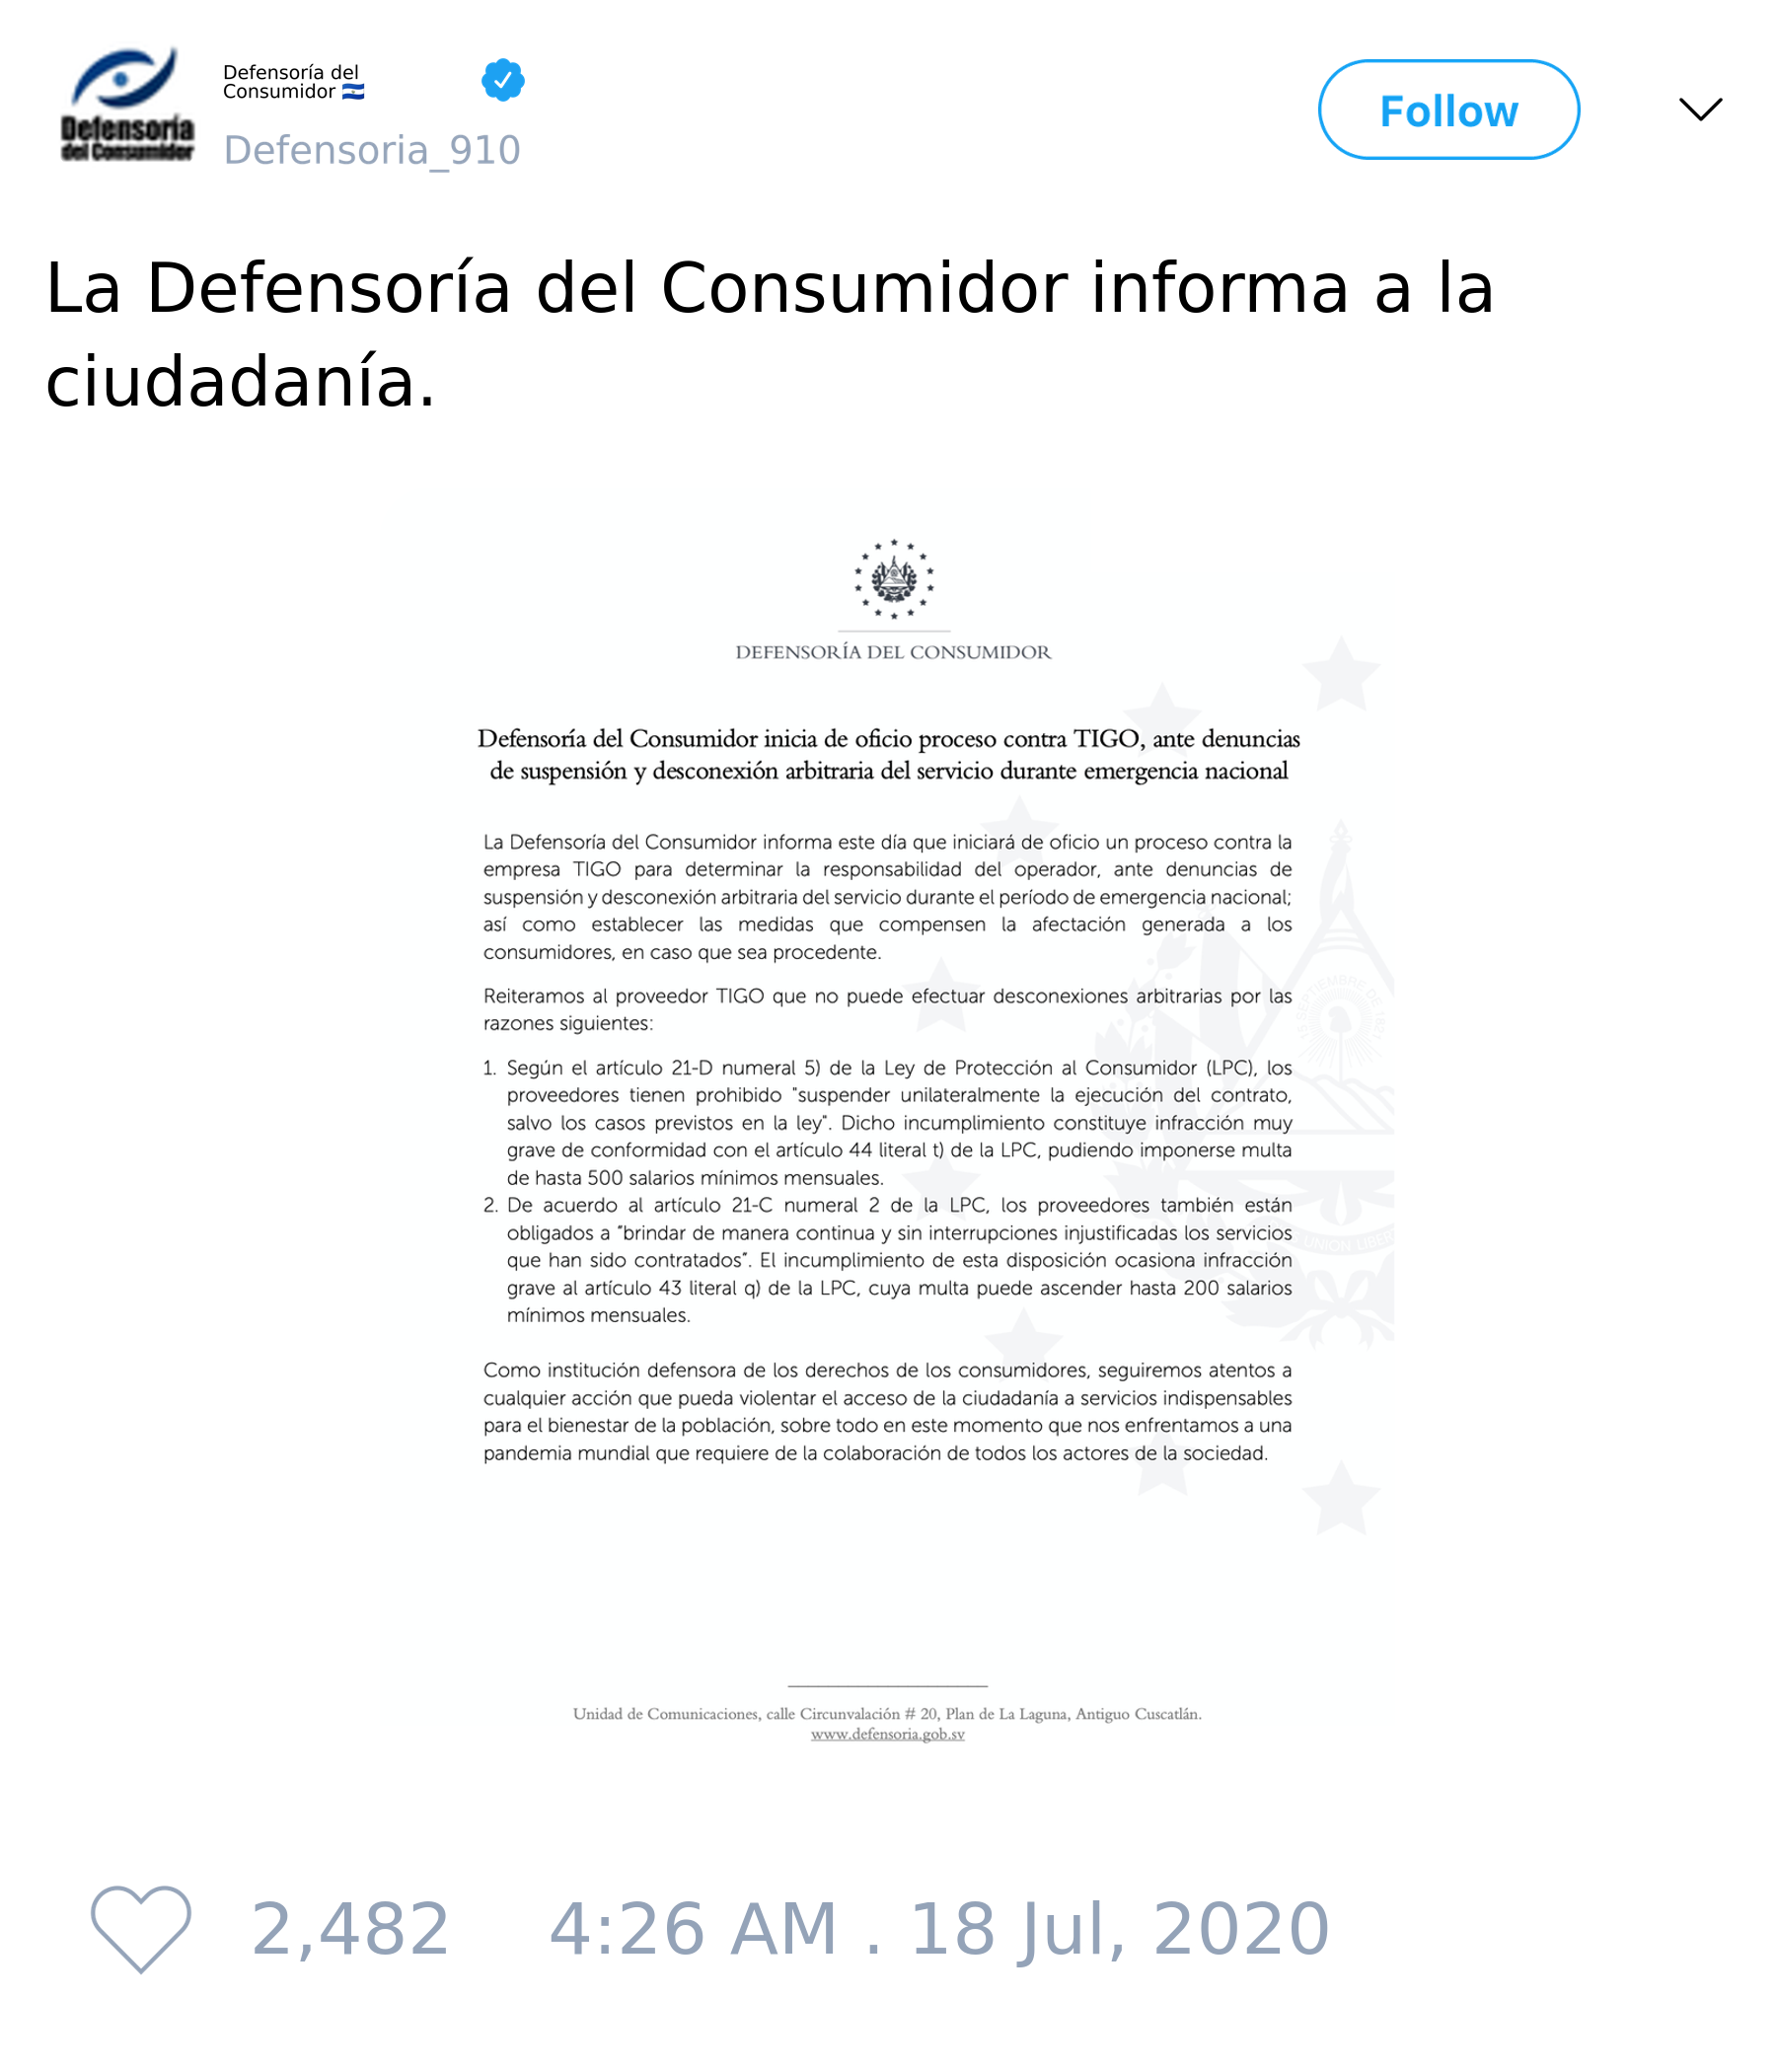 Defensoría
del Consumidor
Defensoría del
Consumidor 🇸🇻
Defensoria_910
Follow
La Defensoría del Consumidor informa a la
ciudadanía.
DEFENSORÍA DEL CONSUMIDOR
Defensoría del Consumidor inicia de oficio proceso contra TIGO, ante denuncias
de suspensión y desconexión arbitraria del servicio durante emergencia nacional
La Defensoría del Consumidor informa este día que iniciará de oficio un proceso contra la
empresa TIGO para determinar la responsabilidad del operador, ante denuncias de
suspensión y desconexión arbitraria del servicio durante el período de emergencia nacional;
así como establecer las medidas que compensen la afectación generada a los
consumidores, en caso que sea procedente.
Reiteramos al proveedor TIGO que no puede efectuar desconexiones arbitrarias por las
razones siguientes:
1. Según el artículo 21-D numeral 5) de la Ley de Protección al Consumidor (LPC), los
proveedores tienen prohibido "suspender unilateralmente la ejecución del contrato,
salvo los casos previstos en la ley". Dicho incumplimiento constituye infracción muy
grave de conformidad con el artículo 44 literal t) de la LPC, pudiendo imponerse multa
de hasta 500 salarios mínimos mensuales.
2. De acuerdo al artículo 21-C numeral 2 de la LPC, los proveedores también están
obligados a "brindar de manera continua y sin interrupciones injustificadas los servicios
que han sido contratados". El incumplimiento de esta disposición ocasiona infracción
grave al artículo 43 literal q) de la LPC, cuya multa puede ascender hasta 200 salarios
mínimos mensuales.
Como institución defensora de los derechos de los consumidores, seguiremos atentos a
cualquier acción que pueda violentar el acceso de la ciudadanía a servicios indispensables
para el bienestar de la población, sobre todo en este momento que nos enfrentamos a una
pandemia mundial que requiere de la colaboración de todos los actores de la sociedad.
SEPTIEMBRE DE 1821
UNION LIBER
Unidad de Comunicaciones, calle Circunvalación # 20, Plan de La Laguna, Antiguo Cuscatlán.
www.defensoria.gob.sv
2,482 4:26 AM . 18 Jul, 2020